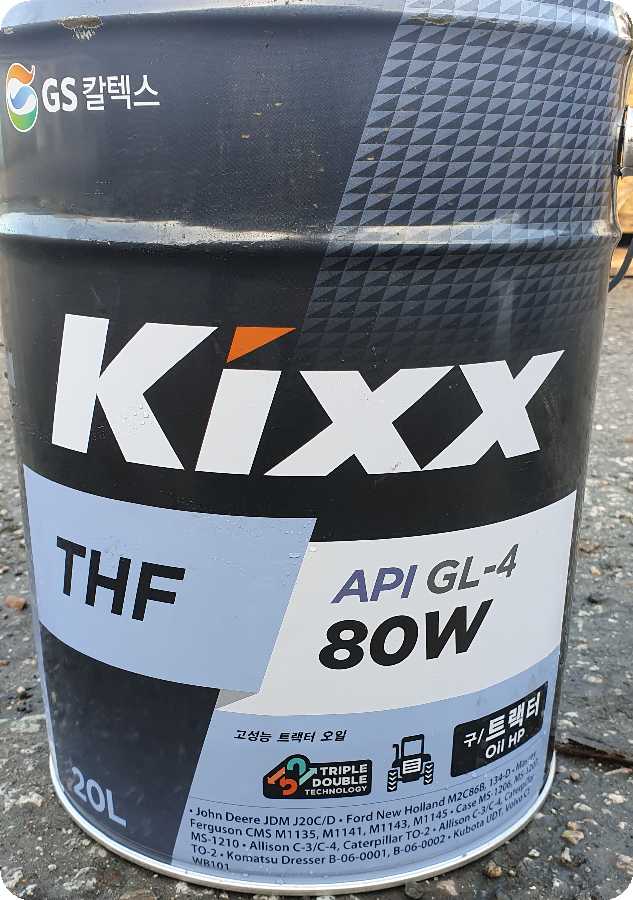 GS 칼텍스
Kixx
THF
API GL-4
80W
고성능 트랙터 오일
TRIPLE
DOUBLE
TECHNOLOGY
구/트랙터
Oil HP
20L
• John Deere JDM J20C/D • Ford New Holland M2C86B, 134-D • Massey
Ferguson CMS M1135, M1141, M1143, M1145 • Case MS-1206, MS-1207,
MS-1210 • Allison C-3/C-4, Caterpillar TO-2 • Allison C-3/C-4, Caterpillar
TO-2 • Komatsu Dresser B-06-0001, B-06-0002 • Kubota UDT, Volvo CE
WB101